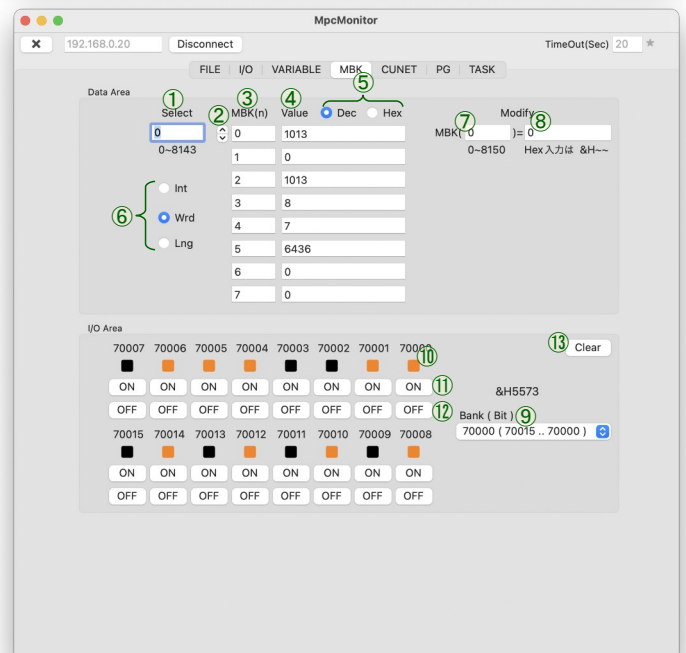 MpcMonitor
192.168.0.20 Disconnect TimeOut(Sec) 20
FILE I/O VARIABLE MBK CUNET PG TASK
Data Area
① ② ③ ④ ⑤
Select MBK(n) Value Dec Hex Modify
⑦ ⑧
0 0 1013 MBK( 0 )= 0
0~8143 1 0 0~8150 Hex入力は &H~~
Int 2 1013
3 8
⑥ Wrd 4 7
Lng 5 6436
6 0
7 0
I/O Area
70007 70006 70005 70004 70003 70002 70001 ⑩ ⑬ Clear
ON ON ON ON ON ON ON ON ⑪ &H5573
OFF OFF OFF OFF OFF OFF OFF OFF ⑫ Bank ( Bit ) ⑨
70015 70014 70013 70012 70011 70010 70009 70008 70000 ( 70015 .. 70000 )
ON ON ON ON ON ON ON ON
OFF OFF OFF OFF OFF OFF OFF OFF